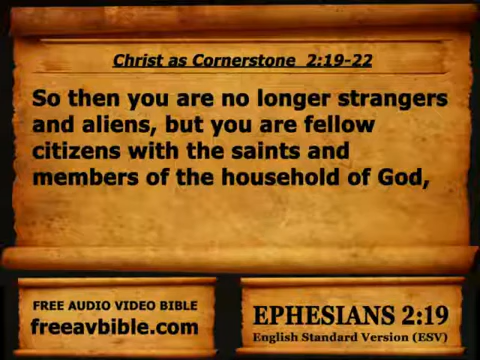 Christ as Cornerstone 2:19-22
So then you are no longer strangers
and aliens, but you are fellow
citizens with the saints and
members of the household of God,
FREE AUDIO VIDEO BIBLE
freeavbible.com
EPHESIANS 2:19
English Standard Version (ESV)